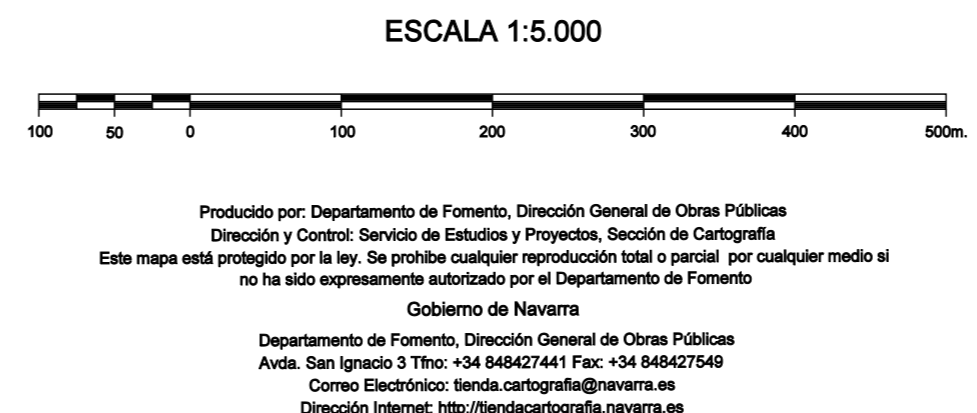 ESCALA 1:5.000
100 50 0 100 200 300 400 500m.
Producido por: Departamento de Fomento, Dirección General de Obras Públicas
Dirección y Control: Servicio de Estudios y Proyectos, Sección de Cartografía
Este mapa está protegido por la ley. Se prohibe cualquier reproducción total o parcial por cualquier medio si
no ha sido expresamente autorizado por el Departamento de Fomento
Gobierno de Navarra
Departamento de Fomento, Dirección General de Obras Públicas
Avda. San Ignacio 3 Tfno: +34 848427441 Fax: +34 848427549
Correo Electrónico: tienda.cartografia@navarra.es
Dirección Internet: http://tiendacartografia.navarra.es